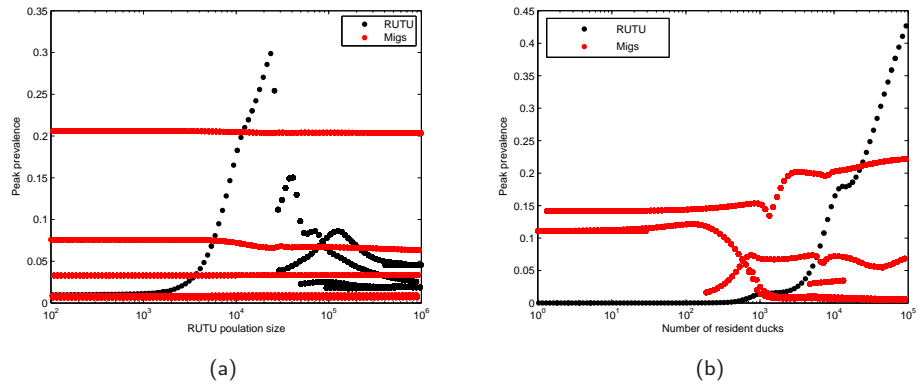 0.35
0.3
0.25
0.2
0.15
0.1
0.05
0
Peak prevalence
RUTU
Migs
10^2
10^3
10^4
10^5
10^6
RUTU poulation size
(a)
0.45
0.4
0.35
0.3
0.25
0.2
0.15
0.1
0.05
0
Peak prevalence
RUTU
Migs
10^0
10^1
10^2
10^3
10^4
10^5
Number of resident ducks
(b)